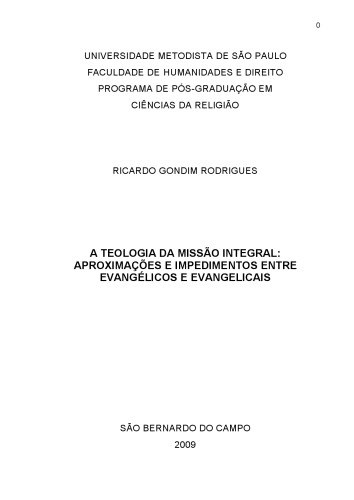 0
UNIVERSIDADE METODISTA DE SÃO PAULO
FACULDADE DE HUMANIDADES E DIREITO
PROGRAMA DE PÓS-GRADUAÇÃO EM
CIÊNCIAS DA RELIGIÃO
RICARDO GONDIM RODRIGUES
A TEOLOGIA DA MISSÃO INTEGRAL:
APROXIMAÇÕES E IMPEDIMENTOS ENTRE
EVANGÉLICOS E EVANGELICAIS
SÃO BERNARDO DO CAMPO
2009